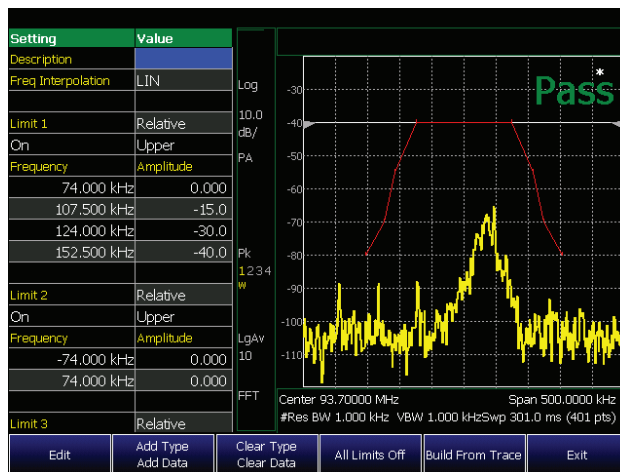 Setting Value
Description
Freq Interpolation LIN
Limit 1 Relative
On Upper
Frequency Amplitude
74.000 kHz 0.000
107.500 kHz -15.0
124.000 kHz -30.0
152.500 kHz -40.0
Limit 2 Relative
On Upper
Frequency Amplitude
-74.000 kHz 0.000
74.000 kHz 0.000
Limit 3 Relative
Log
10.0
dB/
PA
Pk
1234
W
LgAv
10
FFT
Pass*
-30
-40
-50
-60
-70
-80
-90
-100
-110
Center 93.70000 MHz Span 500.0000 kHz
#Res BW 1.000 kHz VBW 1.000 kHzSwp 301.0 ms (401 pts)
Edit
Add Type
Add Data
Clear Type
Clear Data
All Limits Off
Build From Trace
Exit